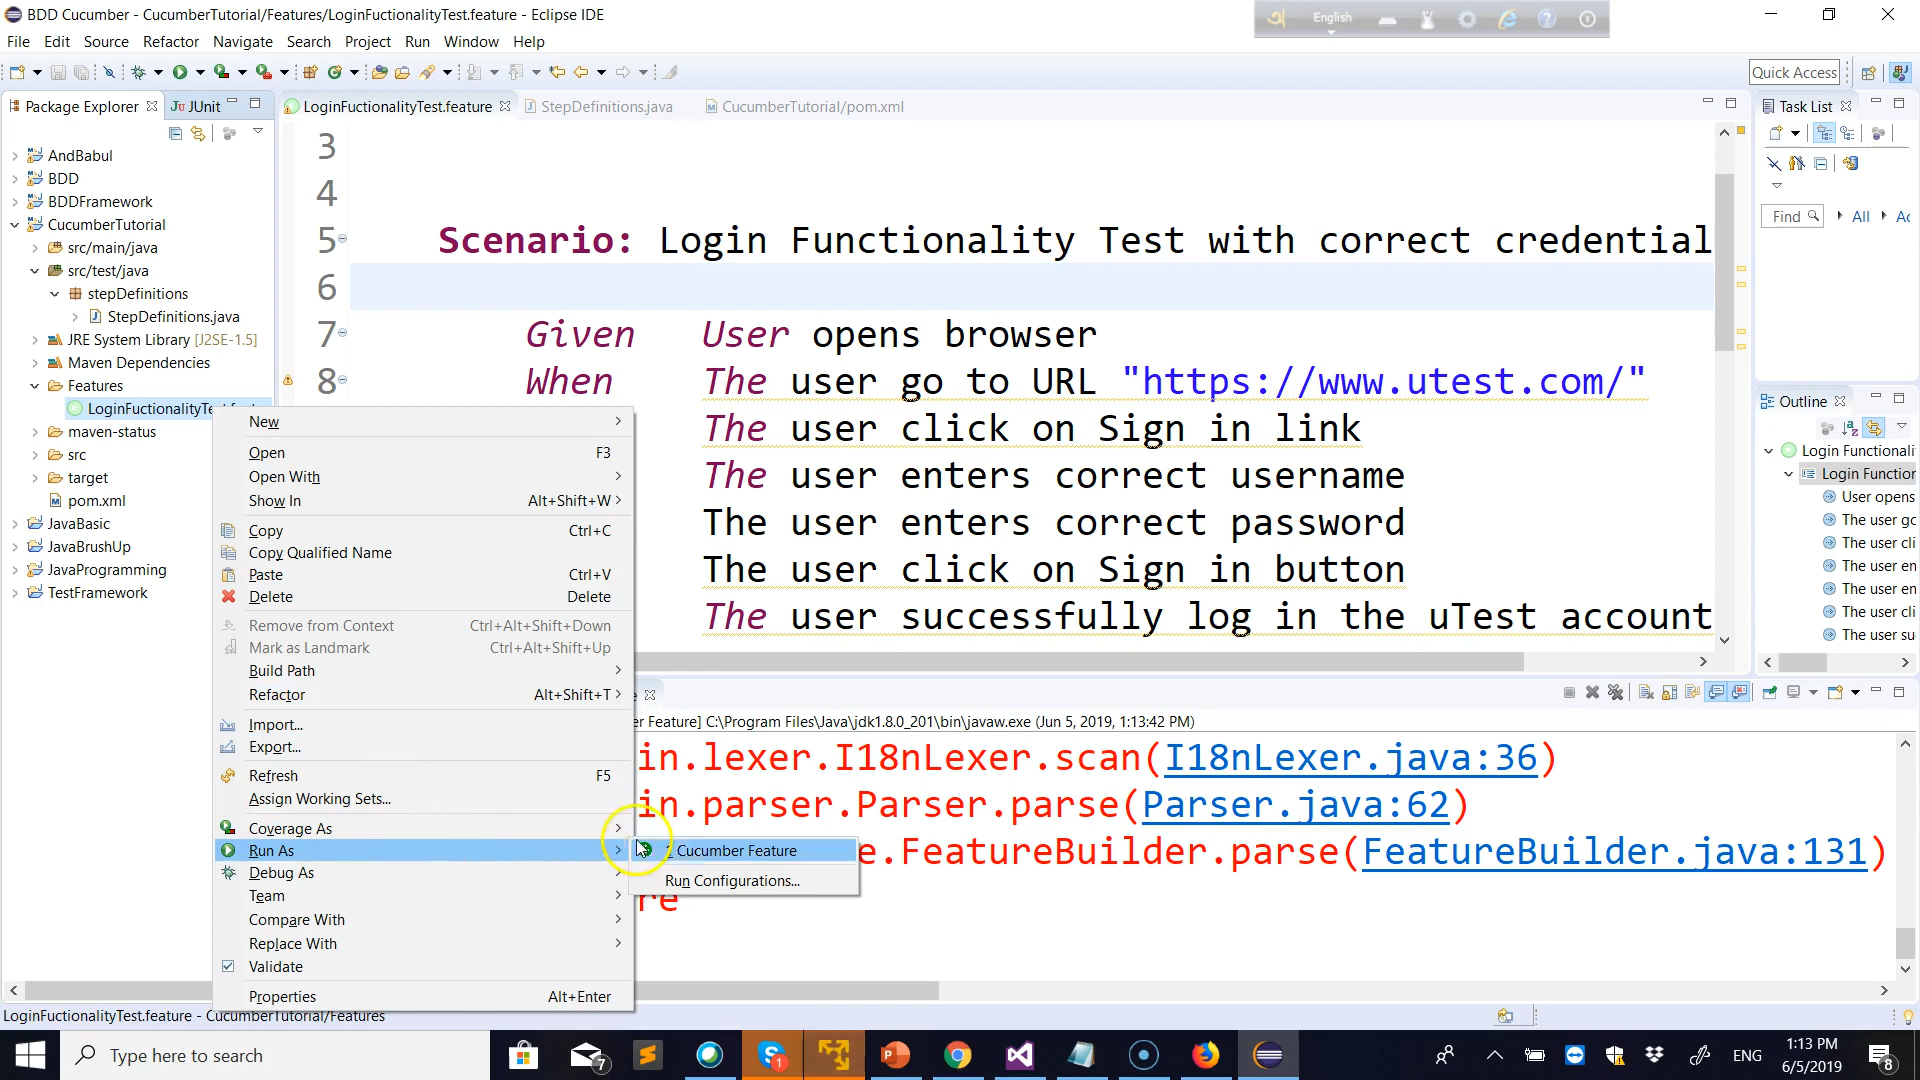 BDD Cucumber - CucumberTutorial/Features/LoginFuctionalityTest.feature - Eclipse IDE
English
File Edit Source Refactor Navigate Search Project Run Window Help
Quick Access
Package Explorer
JUnit
LoginFuctionalityTest.feature
StepDefinitions.java
CucumberTutorial/pom.xml
Task List
AndBabul
BDD
BDDFramework
CucumberTutorial
src/main/java
src/test/java
stepDefinitions
StepDefinitions.java
JRE System Library [J2SE-1.5]
Maven Dependencies
Features
LoginFuctionalityTest.feat
maven-status
src
target
pom.xml
JavaBasic
JavaBrushUp
JavaProgramming
TestFramework
3
4
5 Scenario: Login Functionality Test with correct credential
6
7 Given User opens browser
8 When The user go to URL "https://www.utest.com/"
The user click on Sign in link
The user enters correct username
The user enters correct password
The user click on Sign in button
The user successfully log in the uTest account
Find
All
Ac
Outline
Login Functionali
Login Function
User opens
The user go
The user cli
The user en
The user en
The user cli
The user su
New
Open F3
Open With
Show In Alt+Shift+W
Copy Ctrl+C
Copy Qualified Name
Paste Ctrl+V
Delete Delete
Remove from Context Ctrl+Alt+Shift+Down
Mark as Landmark Ctrl+Alt+Shift+Up
Build Path
Refactor Alt+Shift+T
Import...
Export...
Refresh F5
Assign Working Sets...
Coverage As
Run As
Debug As
Team
Compare With
Replace With
Validate
Properties Alt+Enter
Cucumber Feature
Run Configurations...
er Feature] C:\Program Files\Java\jdk1.8.0_201\bin\javaw.exe (Jun 5, 2019, 1:13:42 PM)
in.lexer.I18nLexer.scan(I18nLexer.java:36)
in.parser.Parser.parse(Parser.java:62)
e.FeatureBuilder.parse(FeatureBuilder.java:131)
re
LoginFuctionalityTest.feature - CucumberTutorial/Features
Type here to search
7
1
ENG
1:13 PM
6/5/2019
8